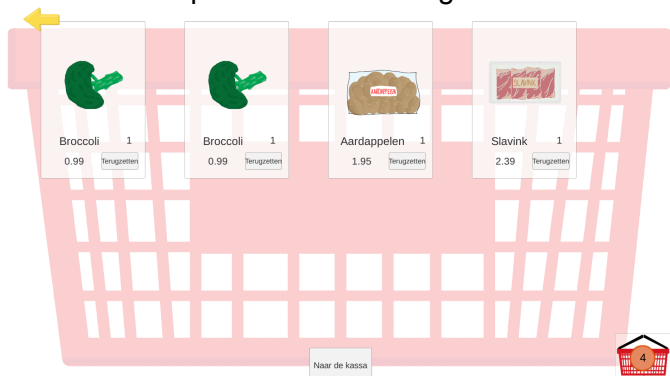 AARDAPPELEN
SLAVINK
Broccoli 1
0.99 Terugzetten
Broccoli 1
0.99 Terugzetten
Aardappelen 1
1.95 Terugzetten
Slavink 1
2.39 Terugzetten
4
Naar de kassa